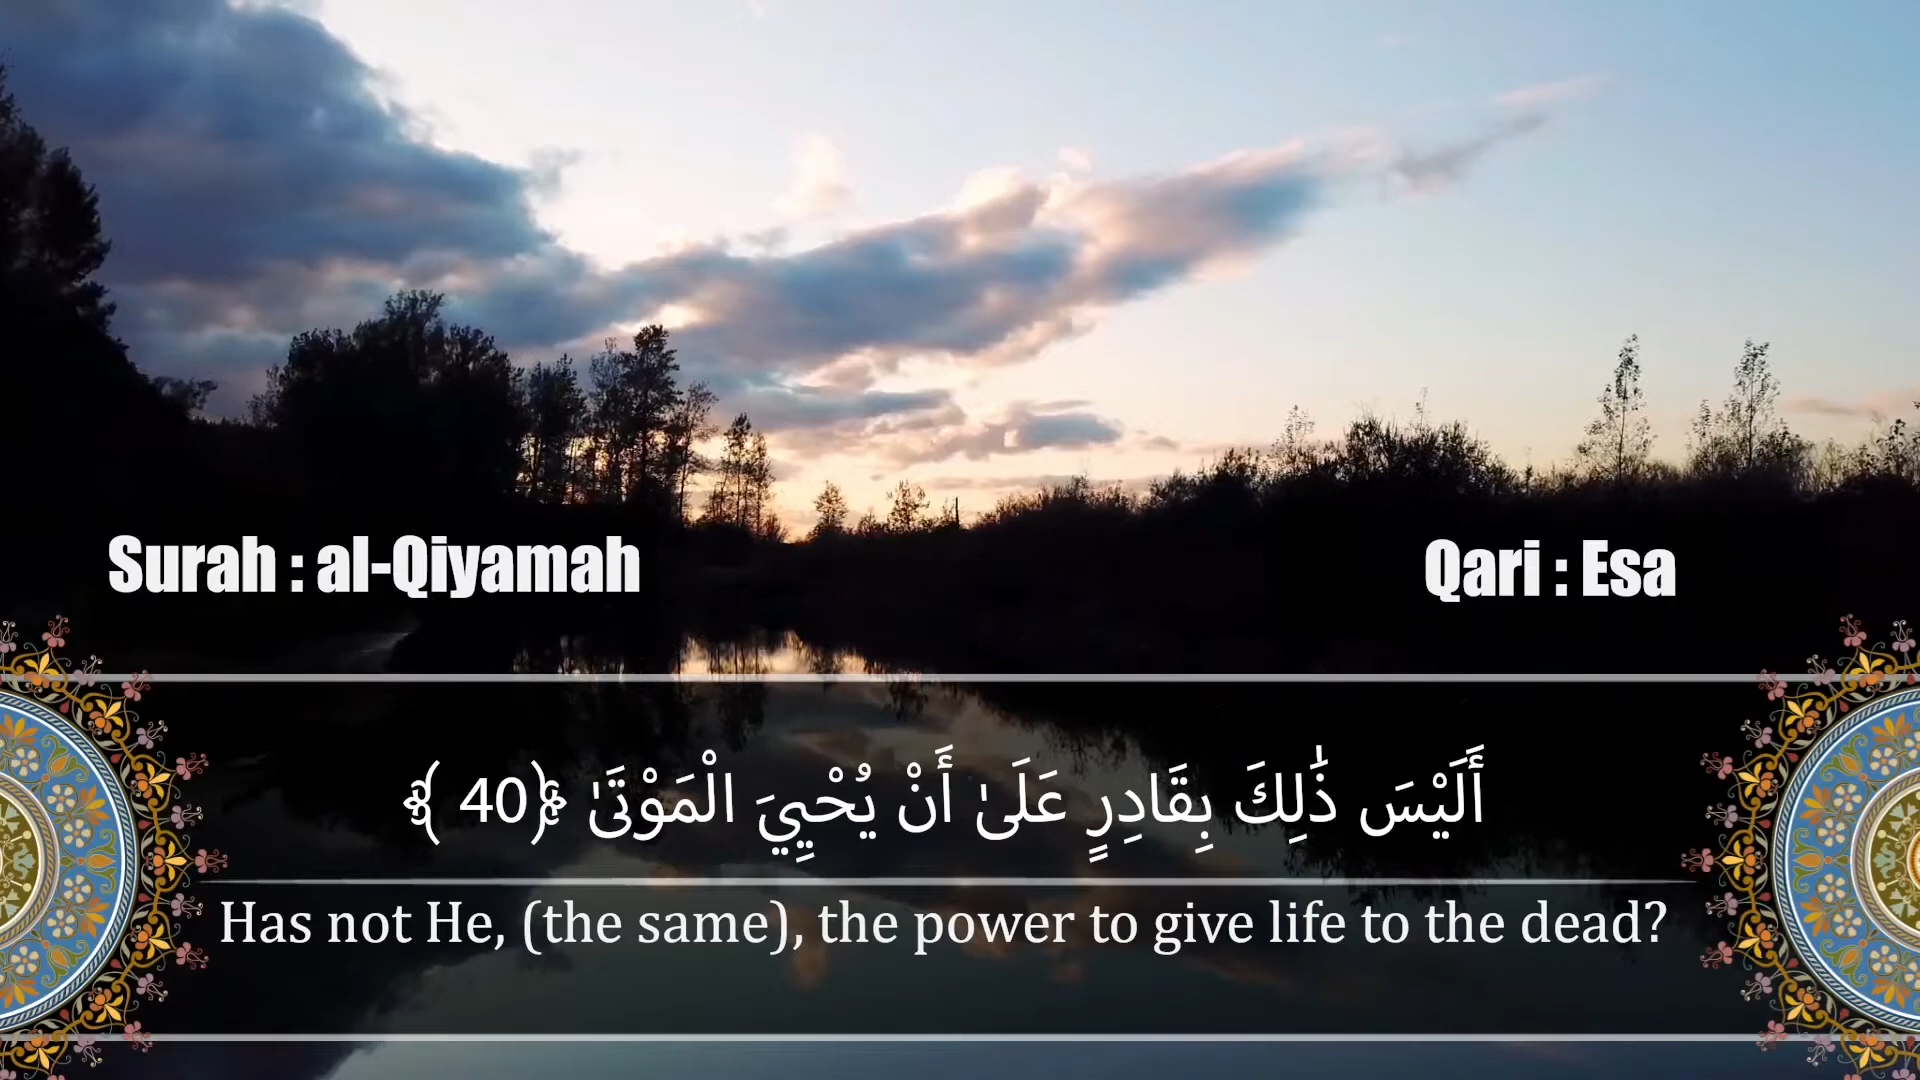 Surah : al-Qiyamah
Qari : Esa
أَلَيْسَ ذَٰلِكَ بِقَادِرٍ عَلَىٰ أَنْ يُحْيِيَ الْمَوْتَىٰ ﴿40 ﴾
Has not He, (the same), the power to give life to the dead?